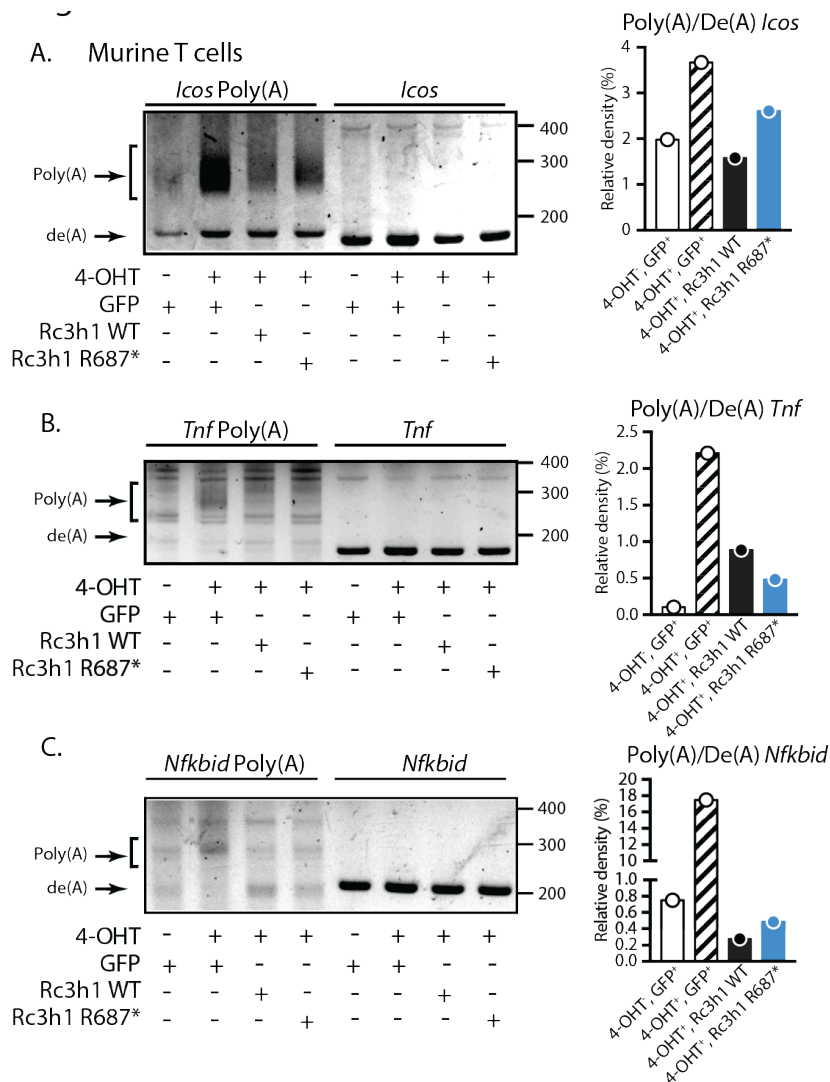 A. Murine T cells
Icos Poly(A) Icos
Poly(A)
de(A)
400
300
200
4-OHT - + + + - + + +
GFP + + - - + + - -
Rc3h1 WT - - + - - - + -
Rc3h1 R687* - - - + - - - +
Poly(A)/De(A) Icos
Relative density (%)
4
3
2
1
0
4-OHT-, GFP+
4-OHT+, GFP+
4-OHT+, Rc3h1 WT
4-OHT+, Rc3h1 R687*
B.
Tnf Poly(A) Tnf
Poly(A)
de(A)
400
300
200
4-OHT - + + + - + + +
GFP + + - - + + - -
Rc3h1 WT - - + - - - + -
Rc3h1 R687* - - - + - - - +
Poly(A)/De(A) Tnf
Relative density (%)
2.5
2.0
1.5
1.0
0.5
0.0
4-OHT-, GFP+
4-OHT+, GFP+
4-OHT+, Rc3h1 WT
4-OHT+, Rc3h1 R687*
C.
Nfkbid Poly(A) Nfkbid
Poly(A)
de(A)
400
300
200
4-OHT - + + + - + + +
GFP + + - - + + - -
Rc3h1 WT - - + - - - + -
Rc3h1 R687* - - - + - - - +
Poly(A)/De(A) Nfkbid
Relative density (%)
18
16
14
12
10
1.0
0.8
0.6
0.4
0.2
0.0
4-OHT-, GFP+
4-OHT+, GFP+
4-OHT+, Rc3h1 WT
4-OHT+, Rc3h1 R687*